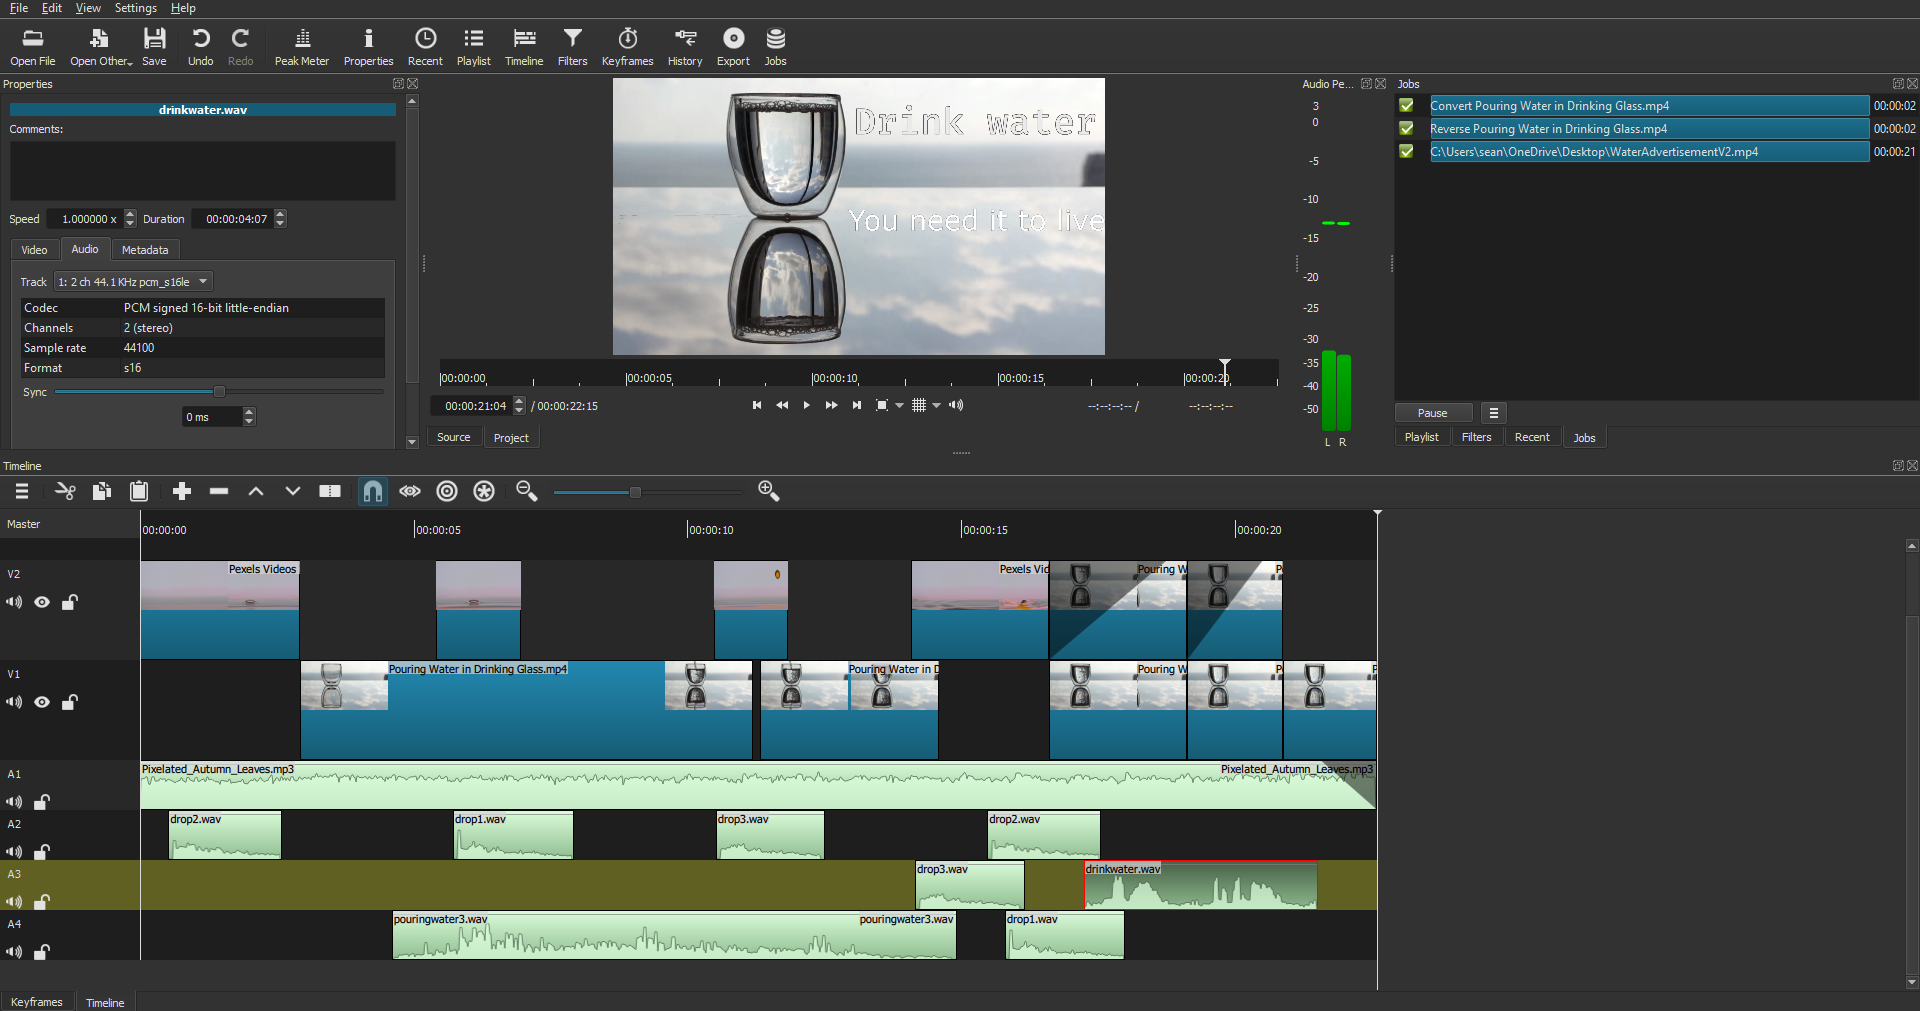 File Edit View Settings Help
Open File Open Other... Save Undo Redo Peak Meter Properties Recent Playlist Timeline Filters Keyframes History Export Jobs
Properties
drinkwater.wav
Comments:
Speed 1.000000 x Duration 00:00:04:07
Video Audio Metadata
Track 1: 2 ch 44.1 KHz pcm_s16le
Codec PCM signed 16-bit little-endian
Channels 2 (stereo)
Sample rate 44100
Format s16
Sync
0 ms
Drink water
You need it to live
00:00:00 00:00:05 00:00:10 00:00:15 00:00:20
00:00:21:04 / 00:00:22:15
--:--:--:-- / --:--:--:--
Source Project
Audio Pe...
3
0
-5
-10
-15
-20
-25
-30
-35
-40
-50
L R
Jobs
Convert Pouring Water in Drinking Glass.mp4 00:00:02
Reverse Pouring Water in Drinking Glass.mp4 00:00:02
C:\Users\sean\OneDrive\Desktop\WaterAdvertisementV2.mp4 00:00:21
Pause
Playlist Filters Recent Jobs
Timeline
Master
00:00:00 00:00:05 00:00:10 00:00:15 00:00:20
V2
Pexels Videos Pexels Vid Pouring W P
V1
Pouring Water in Drinking Glass.mp4 Pouring Water in D Pouring W P P
A1
Pixelated_Autumn_Leaves.mp3 Pixelated_Autumn_Leaves.mp3
A2
drop2.wav drop1.wav drop3.wav drop2.wav
A3
drop3.wav drinkwater.wav
A4
pouringwater3.wav pouringwater3.wav drop1.wav
Keyframes Timeline